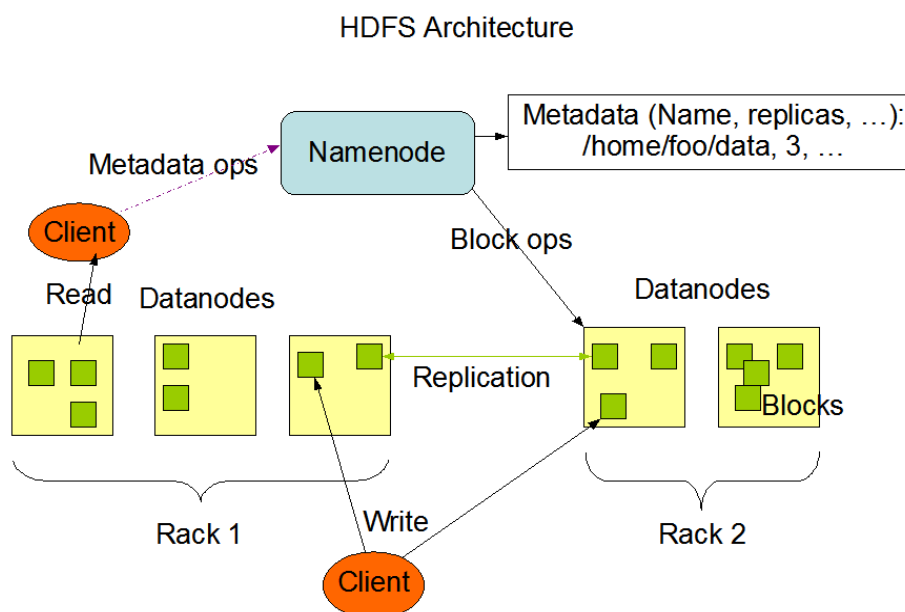 HDFS Architecture
Metadata (Name, replicas, …):
/home/foo/data, 3, …
Namenode
Metadata ops
Client
Block ops
Read
Datanodes
Datanodes
Replication
Blocks
Rack 1
Write
Rack 2
Client